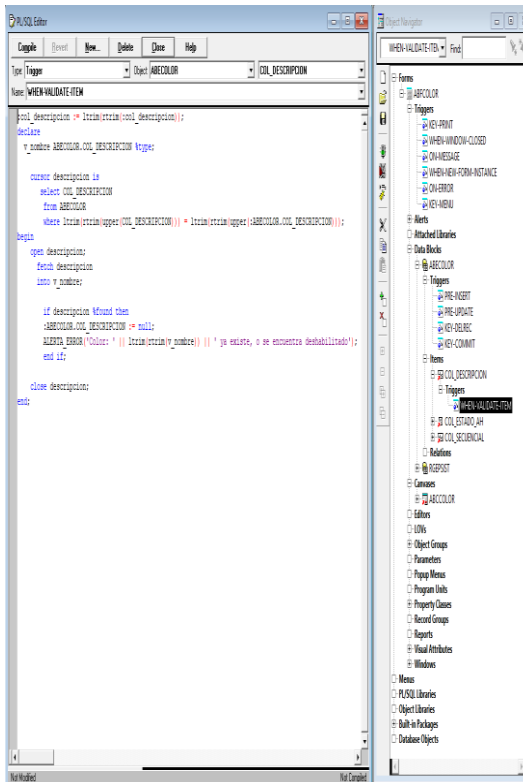 PL/SQL Editor
Compile Revert New... Delete Close Help
Type: Trigger Object: ABECOLOR COL_DESCRIPCION
Name: WHEN-VALIDATE-ITEM
:col_descripcion := ltrim(rtrim(:col_descripcion));
declare
v_nombre ABECOLOR.COL_DESCRIPCION %type;
cursor descripcion is
select COL_DESCRIPCION
from ABECOLOR
where ltrim(rtrim(upper(COL_DESCRIPCION))) = ltrim(rtrim(upper(:ABECOLOR.COL_DESCRIPCION)));
begin
open descripcion;
fetch descripcion
into v_nombre;
if descripcion %found then
:ABECOLOR.COL_DESCRIPCION := null;
ALERTA_ERROR('Color: ' || ltrim(rtrim(v_nombre)) || ' ya existe, o se encuentra deshabilitado');
end if;
close descripcion;
end;
Not Modified Not Compiled
Object Navigator
WHEN-VALIDATE-ITEM Find:
Forms
ABFCOLOR
Triggers
KEY-PRINT
WHEN-WINDOW-CLOSED
ON-MESSAGE
WHEN-NEW-FORM-INSTANCE
ON-ERROR
KEY-MENU
Alerts
Attached Libraries
Data Blocks
ABECOLOR
Triggers
PRE-INSERT
PRE-UPDATE
KEY-DELREC
KEY-COMMIT
Items
COL_DESCRIPCION
Triggers
WHEN-VALIDATE-ITEM
COL_ESTADO_AH
COL_SECUENCIAL
Relations
RGEPSIST
Canvases
ABCCOLOR
Editors
LOVs
Object Groups
Parameters
Popup Menus
Program Units
Property Classes
Record Groups
Reports
Visual Attributes
Windows
Menus
PL/SQL Libraries
Object Libraries
Built-in Packages
Database Objects